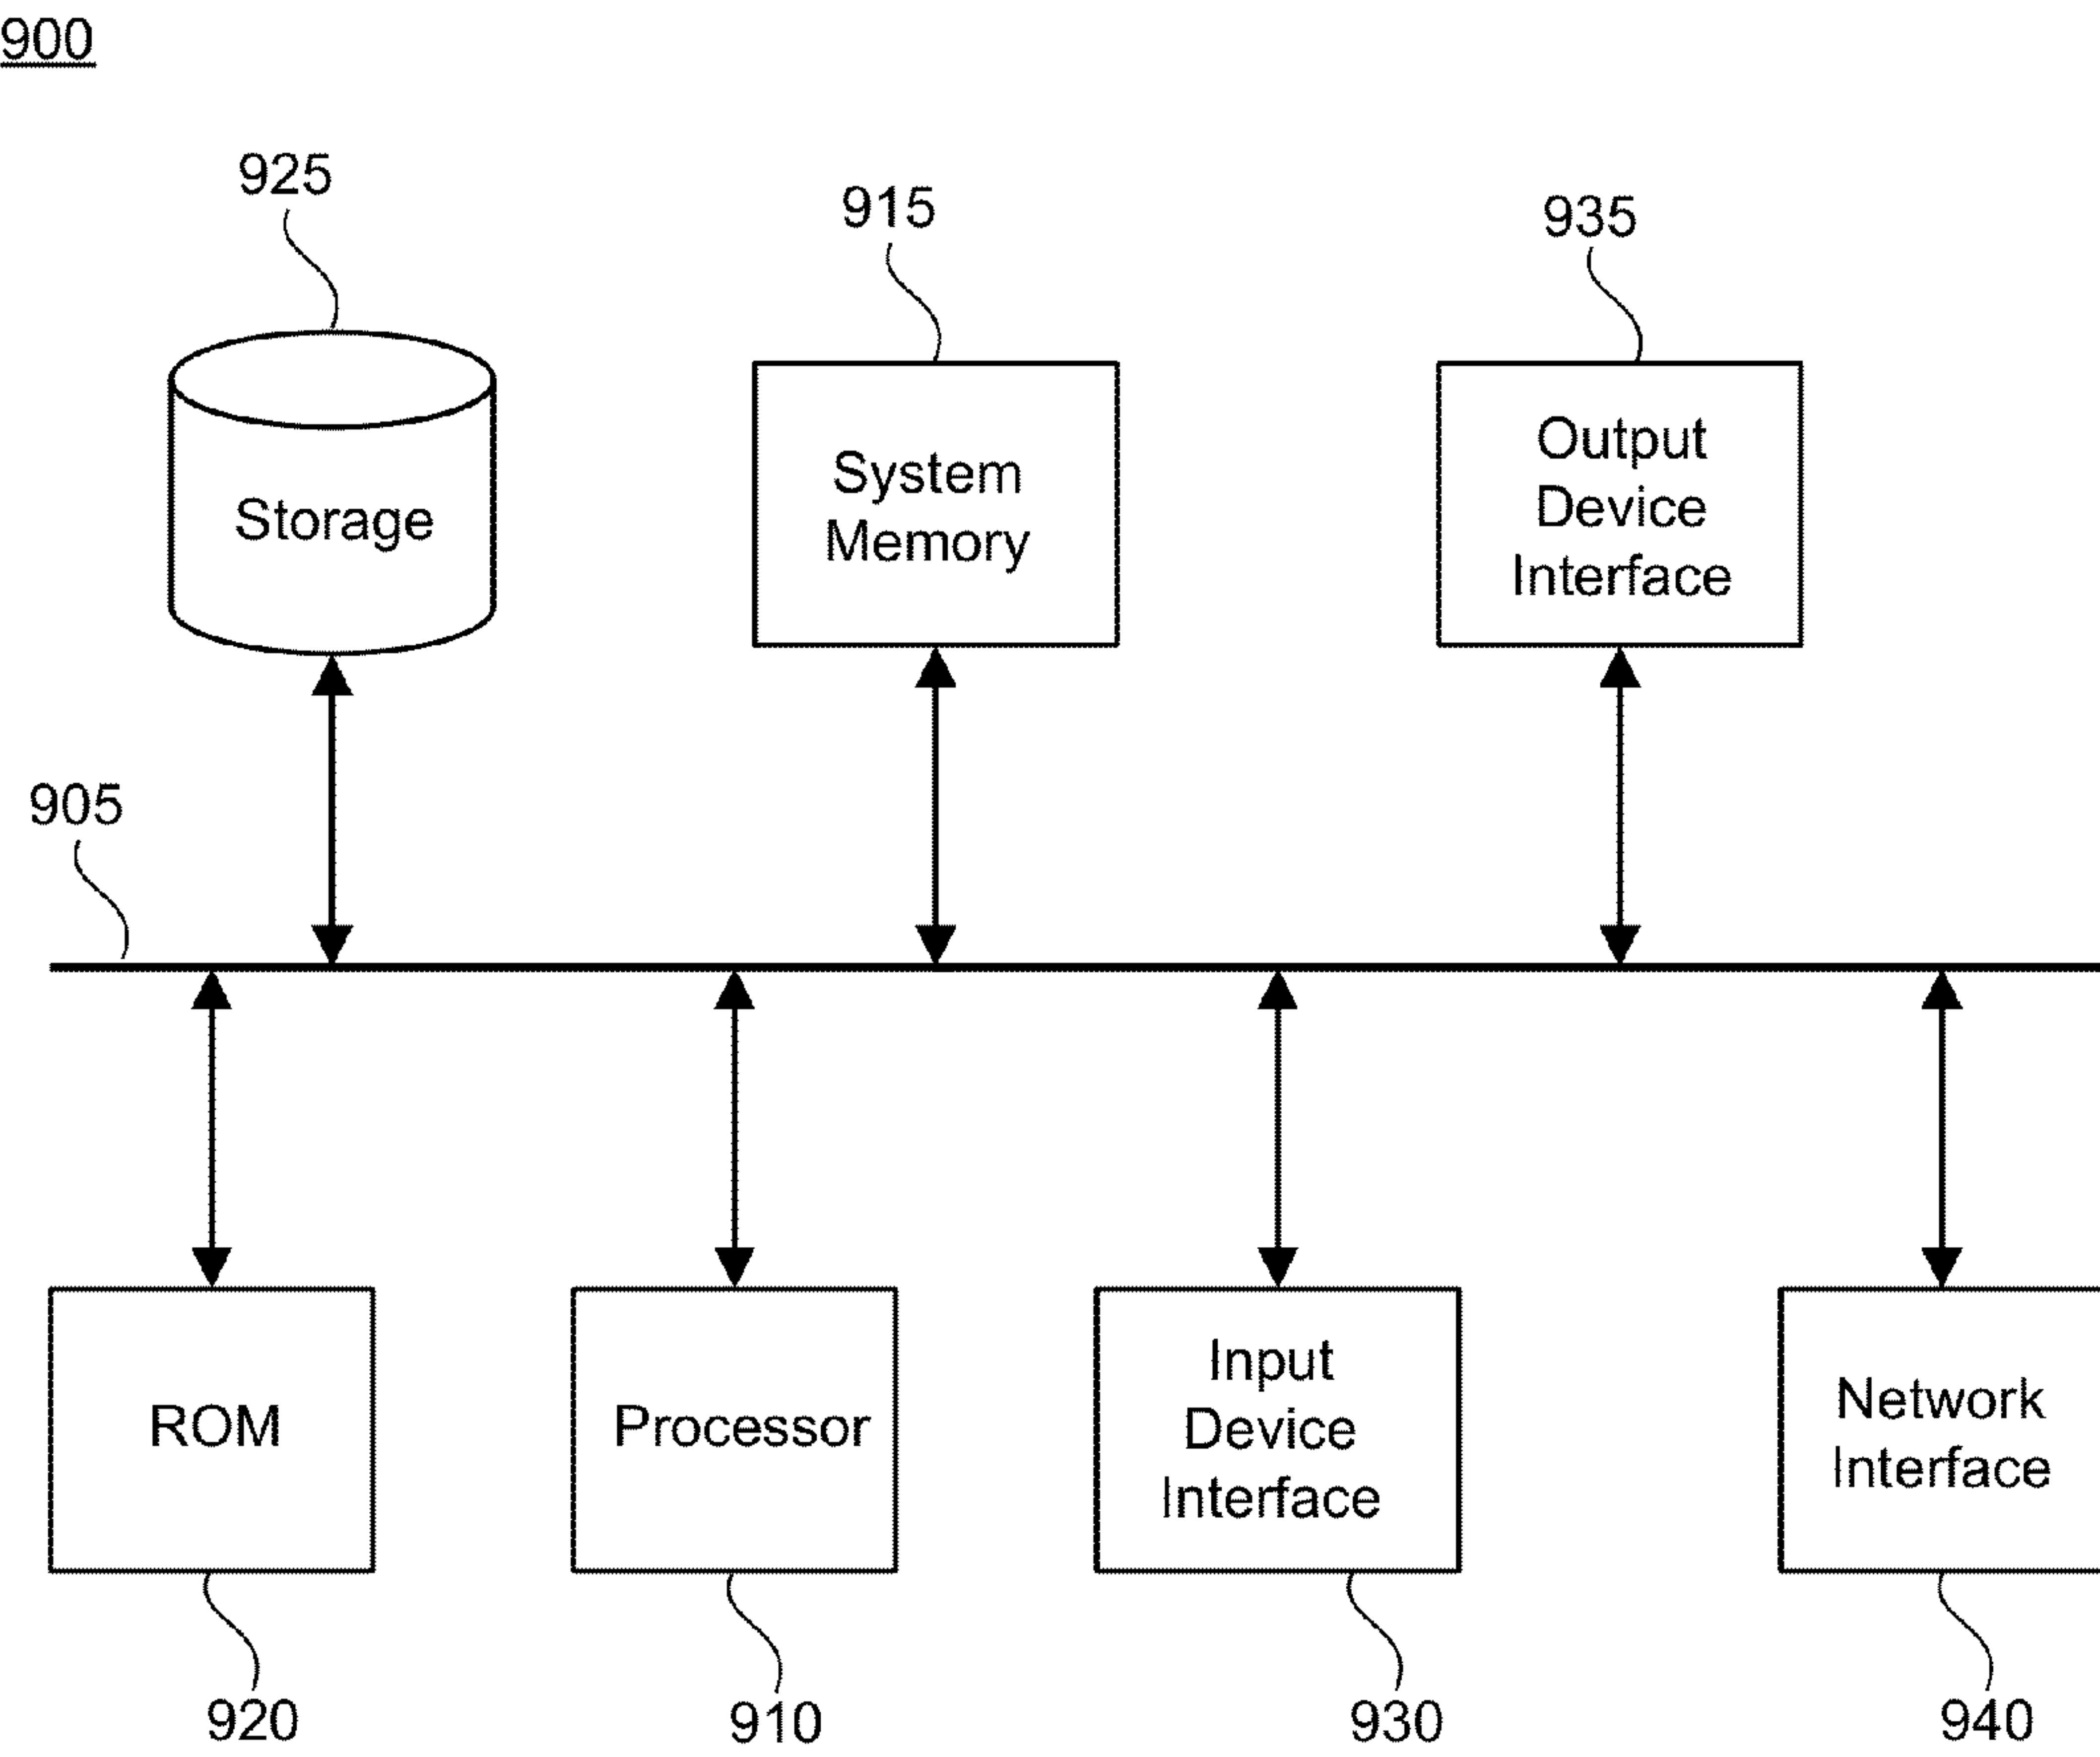 900
925
915
935
Storage
System
Memory
Output
Device
Interface
905
ROM
Processor
Input
Device
Interface
Network
Interface
920
910
930
940